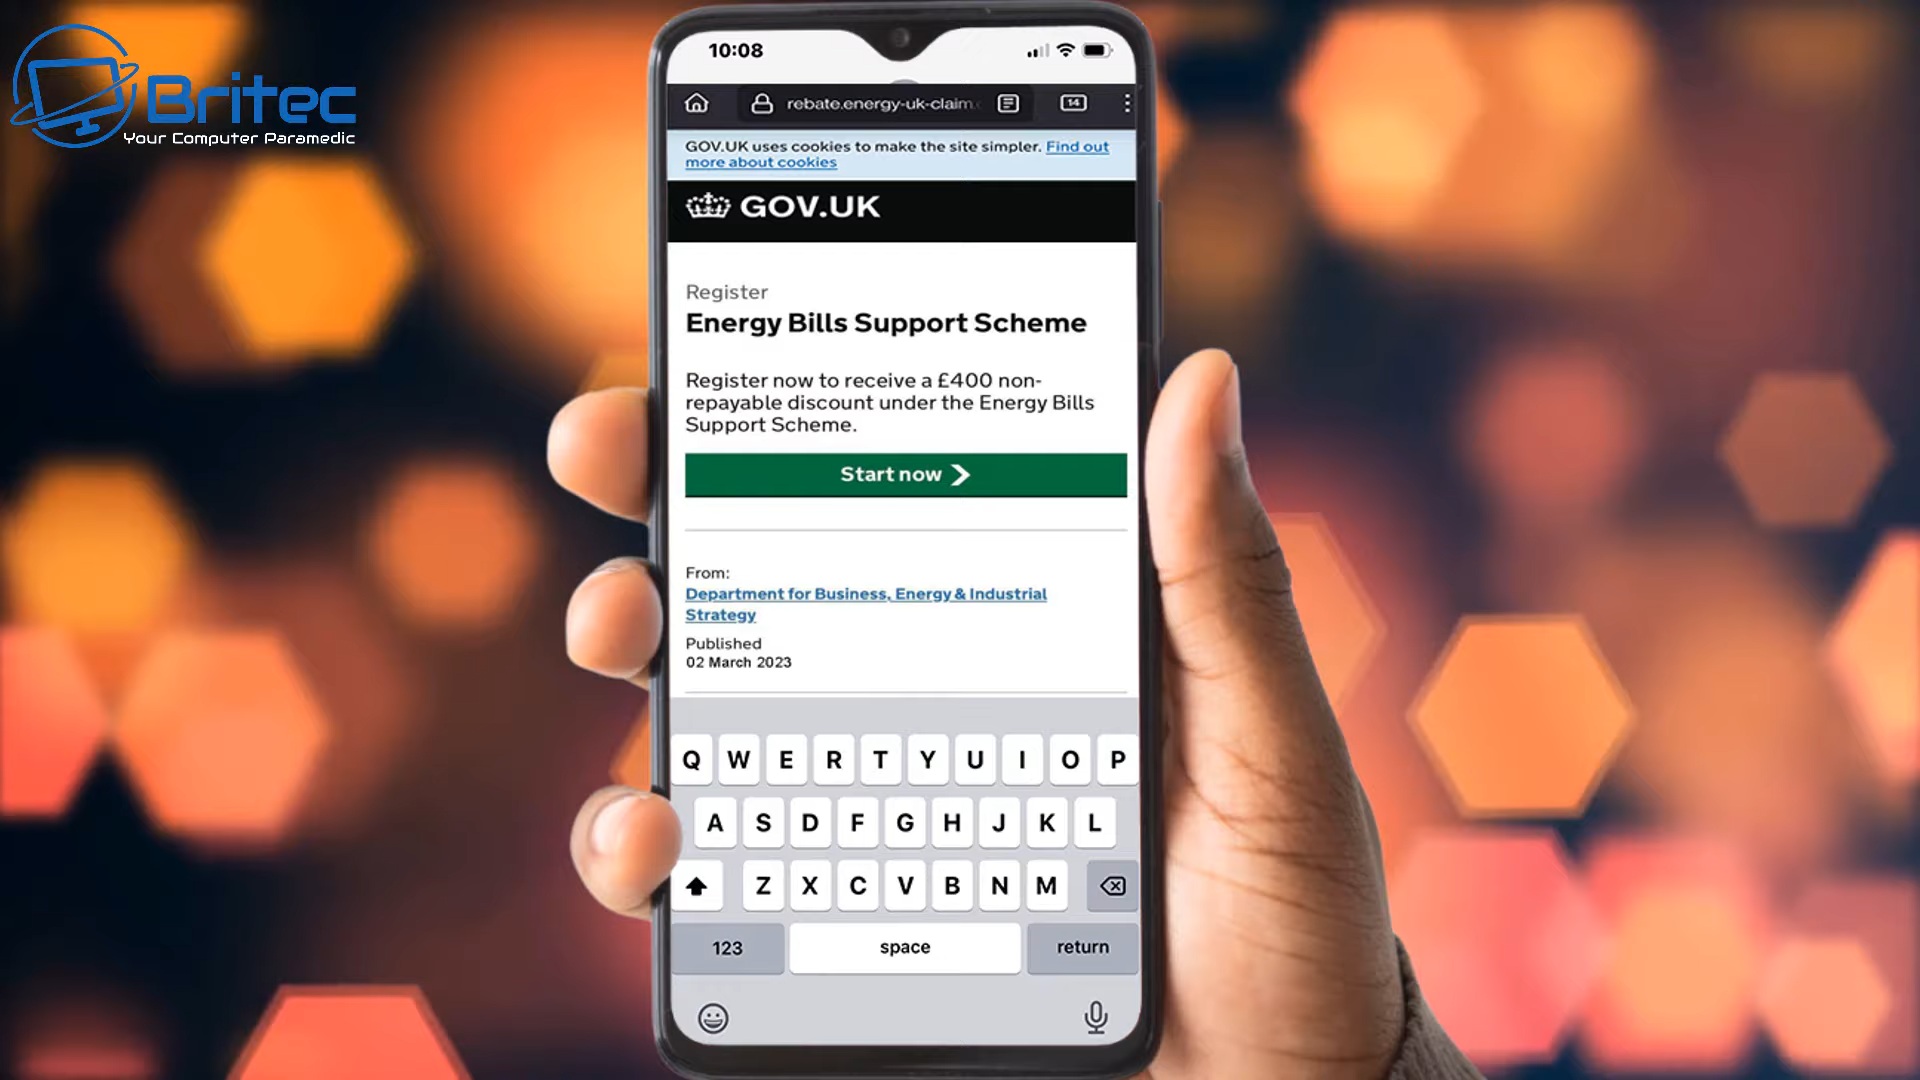 Britec
Your Computer Paramedic
10:08
rebate.energy-uk-claim.
14
GOV.UK uses cookies to make the site simpler. Find out
more about cookies
GOV.UK
Register
Energy Bills Support Scheme
Register now to receive a £400 non-
repayable discount under the Energy Bills
Support Scheme.
Start now
From:
Department for Business, Energy & Industrial
Strategy
Published
02 March 2023
Q W E R T Y U I O P
A S D F G H J K L
Z X C V B N M
123 space return